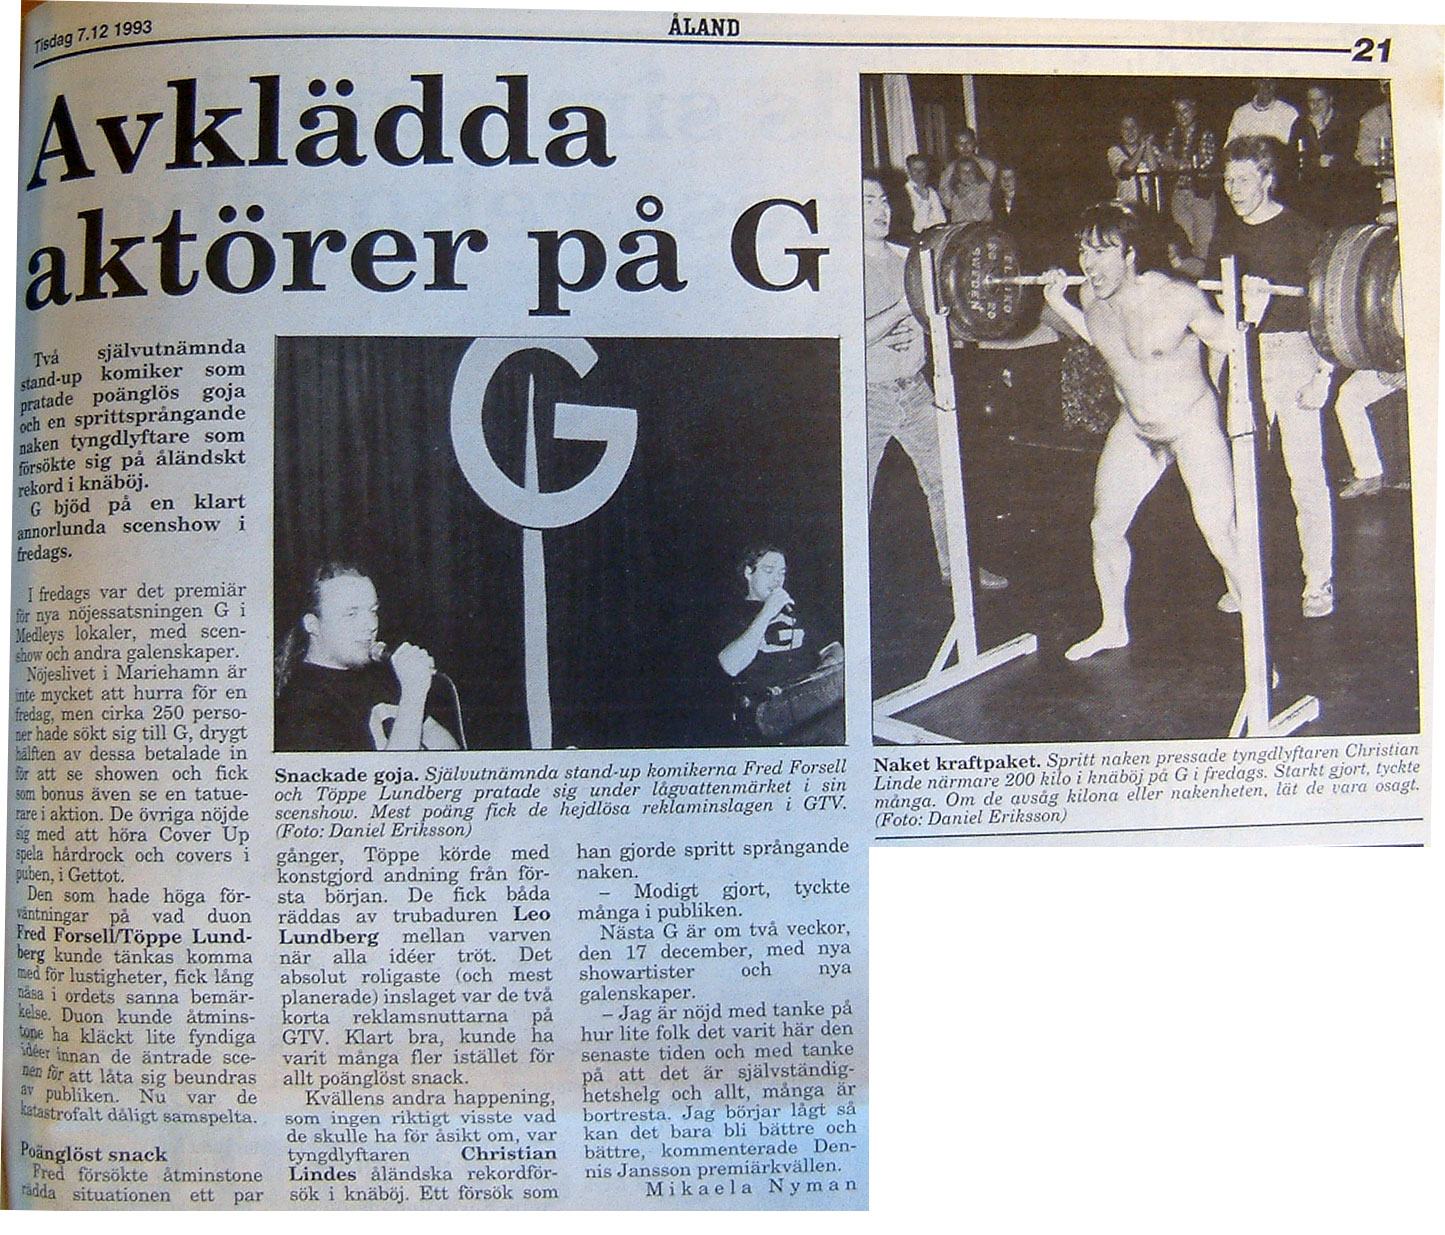 Tisdag 7.12 1993
ÅLAND
21
Avklädda
aktörer på G
Två självutnämnda
stand-up komiker som
pratade poänglös goja
och en sprittsprångande
naken tyngdlyftare som
försökte sig på åländskt
rekord i knäböj.
G bjöd på en klart
annorlunda scenshow i
fredags.
I fredags var det premiär
för nya nöjessatsningen G i
Medleys lokaler, med scen-
show och andra galenskaper.
Nöjeslivet i Mariehamn är
inte mycket att hurra för en
fredag, men cirka 250 perso-
ner hade sökt sig till G, drygt
hälften av dessa betalade in
för att se showen och fick
som bonus även se en tatue-
rare i aktion. De övriga nöjde
sig med att höra Cover Up
spela hårdrock och covers i
puben, i Gettot.
Den som hade höga för-
väntningar på vad duon
Fred Forsell/Töppe Lund-
berg kunde tänkas komma
med för lustigheter, fick lång
näsa i ordets sanna bemär-
kelse. Duon kunde åtmins-
tone ha kläckt lite fyndiga
idéer innan de äntrade sce-
nen för att låta sig beundras
av publiken. Nu var de
katastrofalt dåligt samspelta.
Poänglöst snack
Fred försökte åtminstone
rädda situationen ett par
G
Snackade goja. Självutnämnda stand-up komikerna Fred Forsell
och Töppe Lundberg pratade sig under lågvattenmärket i sin
scenshow. Mest poäng fick de hejdlösa reklaminslagen i GTV.
(Foto: Daniel Eriksson)
gånger, Töppe körde med
konstgjord andning från för-
sta början. De fick båda
räddas av trubaduren Leo
Lundberg mellan varven
när alla idéer tröt. Det
absolut roligaste (och mest
planerade) inslaget var de två
korta reklamsnuttarna på
GTV. Klart bra, kunde ha
varit många fler istället för
allt poänglöst snack.
Kvällens andra happening,
som ingen riktigt visste vad
de skulle ha för åsikt om, var
tyngdlyftaren Christian
Lindes åländska rekordför-
sök i knäböj. Ett försök som
han gjorde spritt språngande
naken.
– Modigt gjort, tyckte
många i publiken.
Nästa G är om två veckor,
den 17 december, med nya
showartister och nya
galenskaper.
– Jag är nöjd med tanke på
hur lite folk det varit här den
senaste tiden och med tanke
på att det är självständig-
hetshelg och allt, många är
bortresta. Jag börjar lågt så
kan det bara bli bättre och
bättre, kommenterade Den-
nis Jansson premiärkvällen.
Mikaela Nyman
ELEIKO
20
SWEDEN
Naket kraftpaket. Spritt naken pressade tyngdlyftaren Christian
Linde närmare 200 kilo i knäböj på G i fredags. Starkt gjort, tyckte
många. Om de avsåg kilona eller nakenheten, låt de vara osagt.
(Foto: Daniel Eriksson)